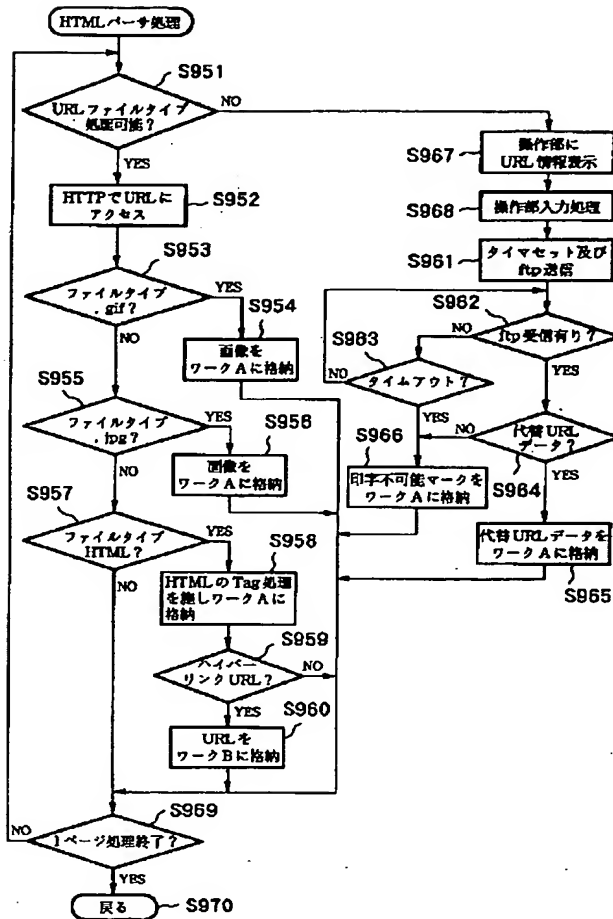 HTMLパーサ処理
S951
URLファイルタイプ
処理可能?
NO
YES
S952
HTTPでURLに
アクセス
S953
ファイルタイプ
.gif?
YES
NO
S954
画像を
ワークAに格納
S955
ファイルタイプ
.jpg?
YES
NO
S956
画像を
ワークAに格納
S957
ファイルタイプ
HTML?
YES
NO
S958
HTMLのTag処理
を施しワークAに
格納
S959
ハイパー
リンクURL?
NO
YES
S960
URLを
ワークBに格納
S967
操作部に
URL情報表示
S968
操作部入力処理
S961
タイマセット及び
ftp送信
S962
ftp受信有り?
NO
YES
S963
タイムアウト?
NO
YES
S964
代替URL
データ?
NO
YES
S966
印字不可能マークを
ワークAに格納
代替URLデータを
ワークAに格納
S965
S969
1ページ処理終了?
NO
YES
戻る
S970